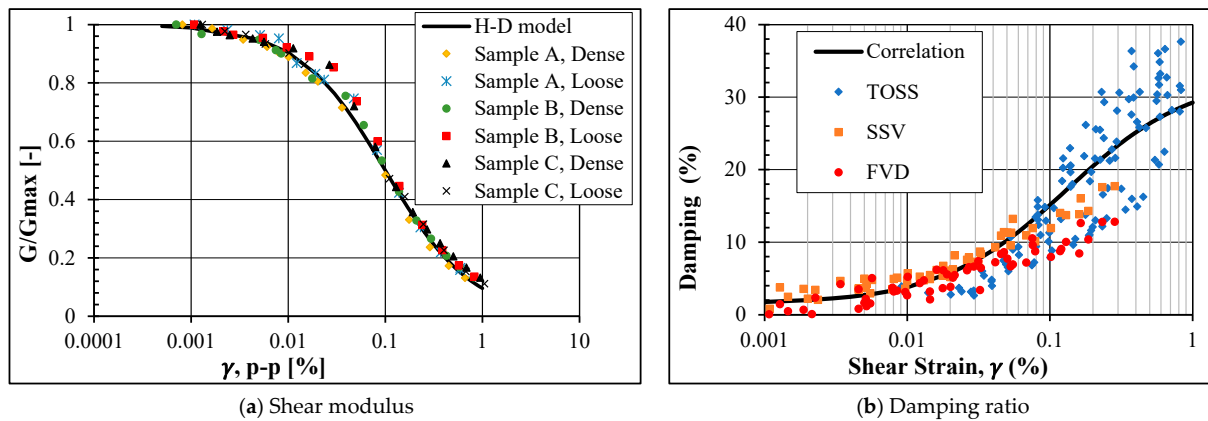 H-D model
Sample A, Dense
Sample A, Loose
Sample B, Dense
Sample B, Loose
Sample C, Dense
Sample C, Loose
G/Gmax [-]
1
0.8
0.6
0.4
0.2
0
0.0001 0.001 0.01 0.1 1 10
γ, p-p [%]
(a) Shear modulus
Correlation
TOSS
SSV
FVD
Damping (%)
40
30
20
10
0
0.001 0.01 0.1 1
Shear Strain, γ (%)
(b) Damping ratio